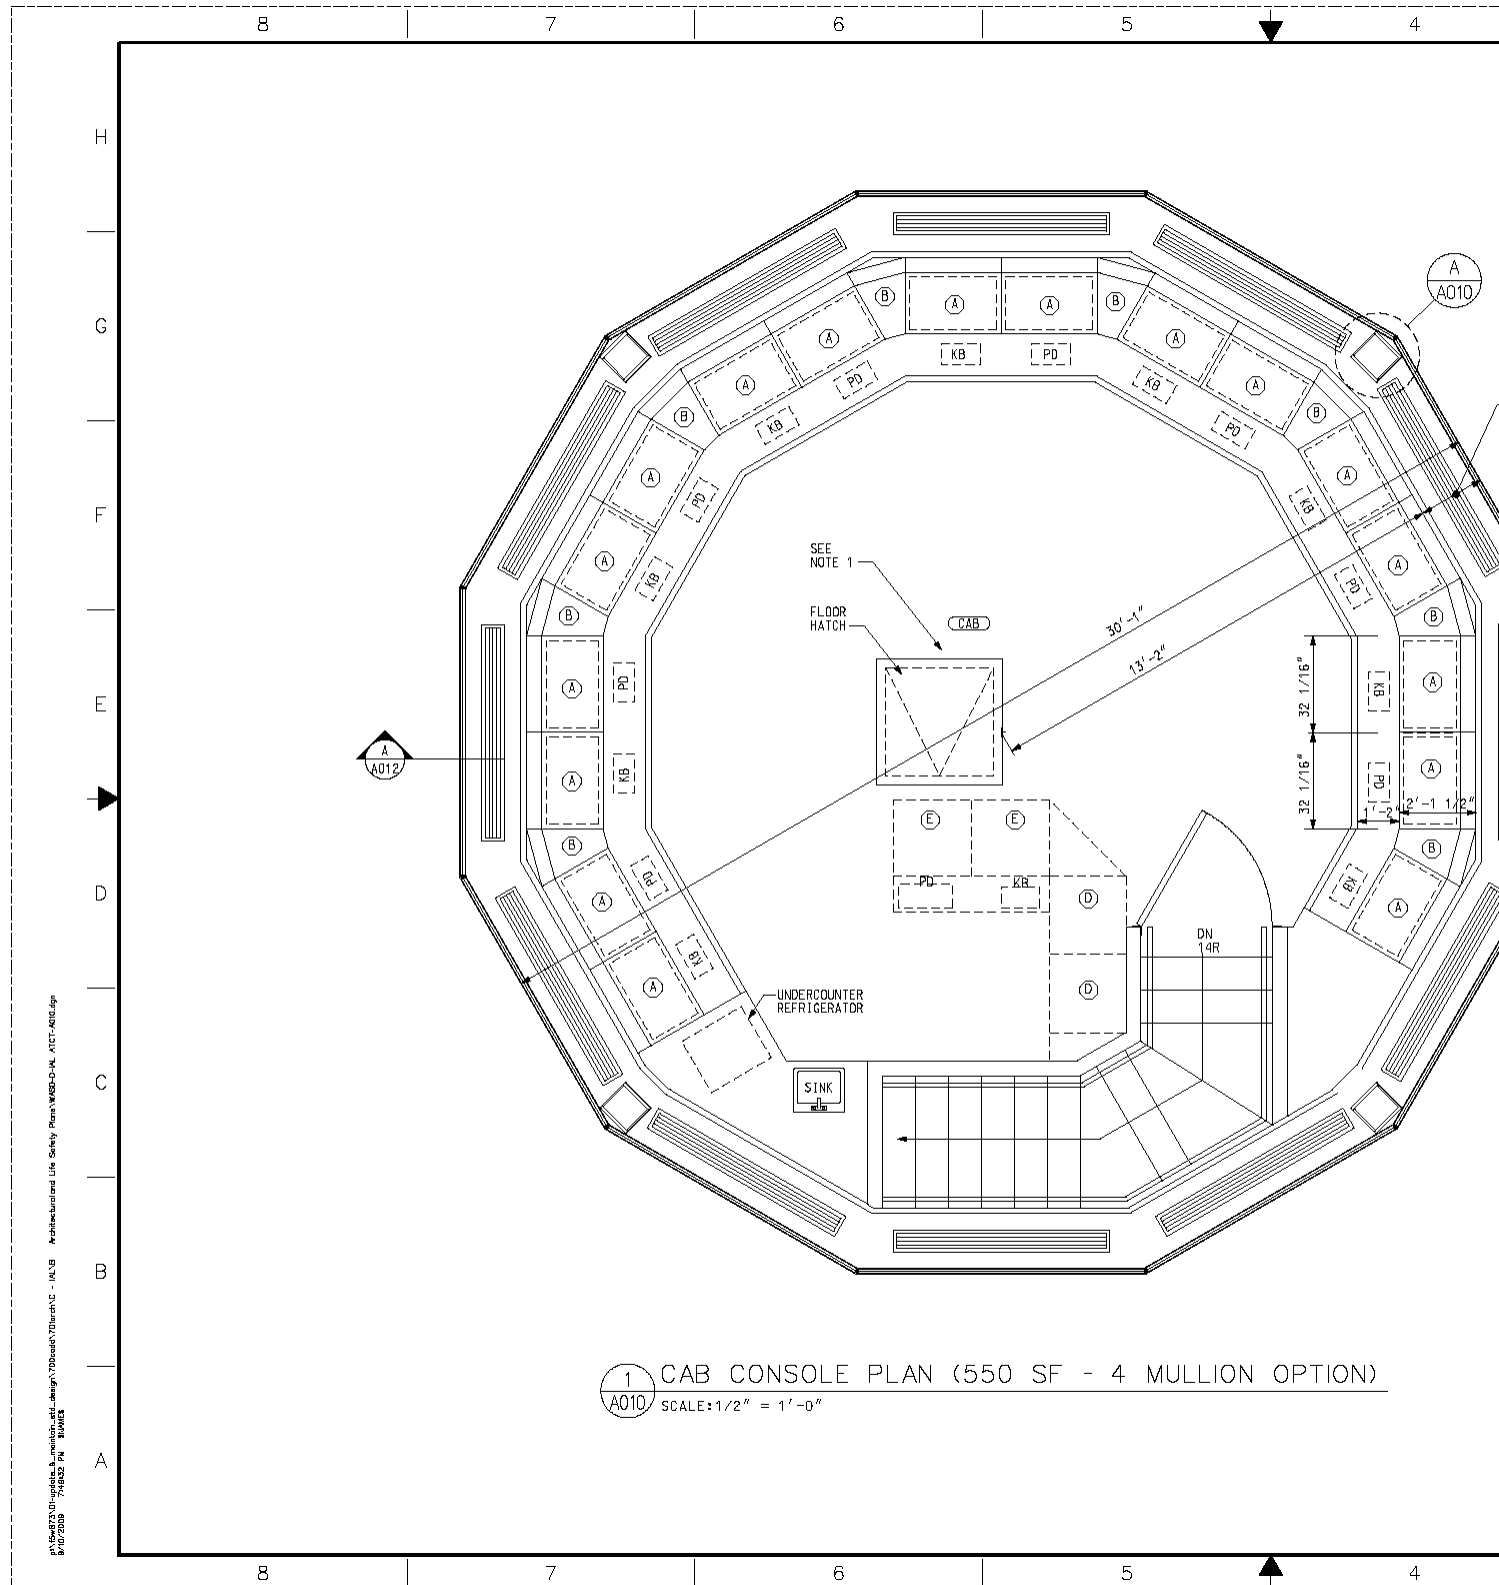 8 7 6 5 4
H
G
F
E
D
C
B
A
A
A010
B A A B
A A A A
KB PD
PD KB
B A A B
KB PD
A A
PD KB
A A
KB PD
SEE
NOTE 1
FLOOR
HATCH
CAB
30'-1"
13'-2"
B B
A PD KB A
32 1/16"
A KB PD A
32 1/16"
1'-2" 2'-1 1/2"
A
A012
E E
B B
PD KB
PD KB
A D A
DN
14R
KB
A D
UNDERCOUNTER
REFRIGERATOR
SINK
1
A010
CAB CONSOLE PLAN (550 SF - 4 MULLION OPTION)
SCALE:1/2" = 1'-0"
8 7 6 5 4